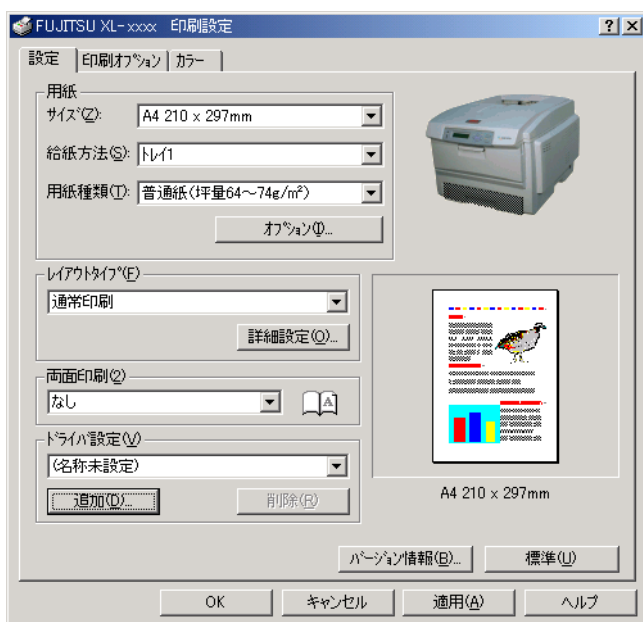 FUJITSU XL-xxxx 印刷設定
設定 印刷ｵﾌﾟｼｮﾝ ｶﾗｰ
用紙
ｻｲｽﾞ(Z): A4 210 x 297mm
給紙方法(S): ﾄﾚｲ1
用紙種類(T): 普通紙(坪量64～74g/m²)
ｵﾌﾟｼｮﾝ(I)...
ﾚｲｱｳﾄﾀｲﾌﾟ(F)
通常印刷
詳細設定(O)...
両面印刷(2)
なし
ﾄﾞﾗｲﾊﾞ設定(V)
(名称未設定)
追加(D)... 削除(R)
A4 210 x 297mm
ﾊﾞｰｼﾞｮﾝ情報(B)... 標準(U)
OK ｷｬﾝｾﾙ 適用(A) ﾍﾙﾌﾟ